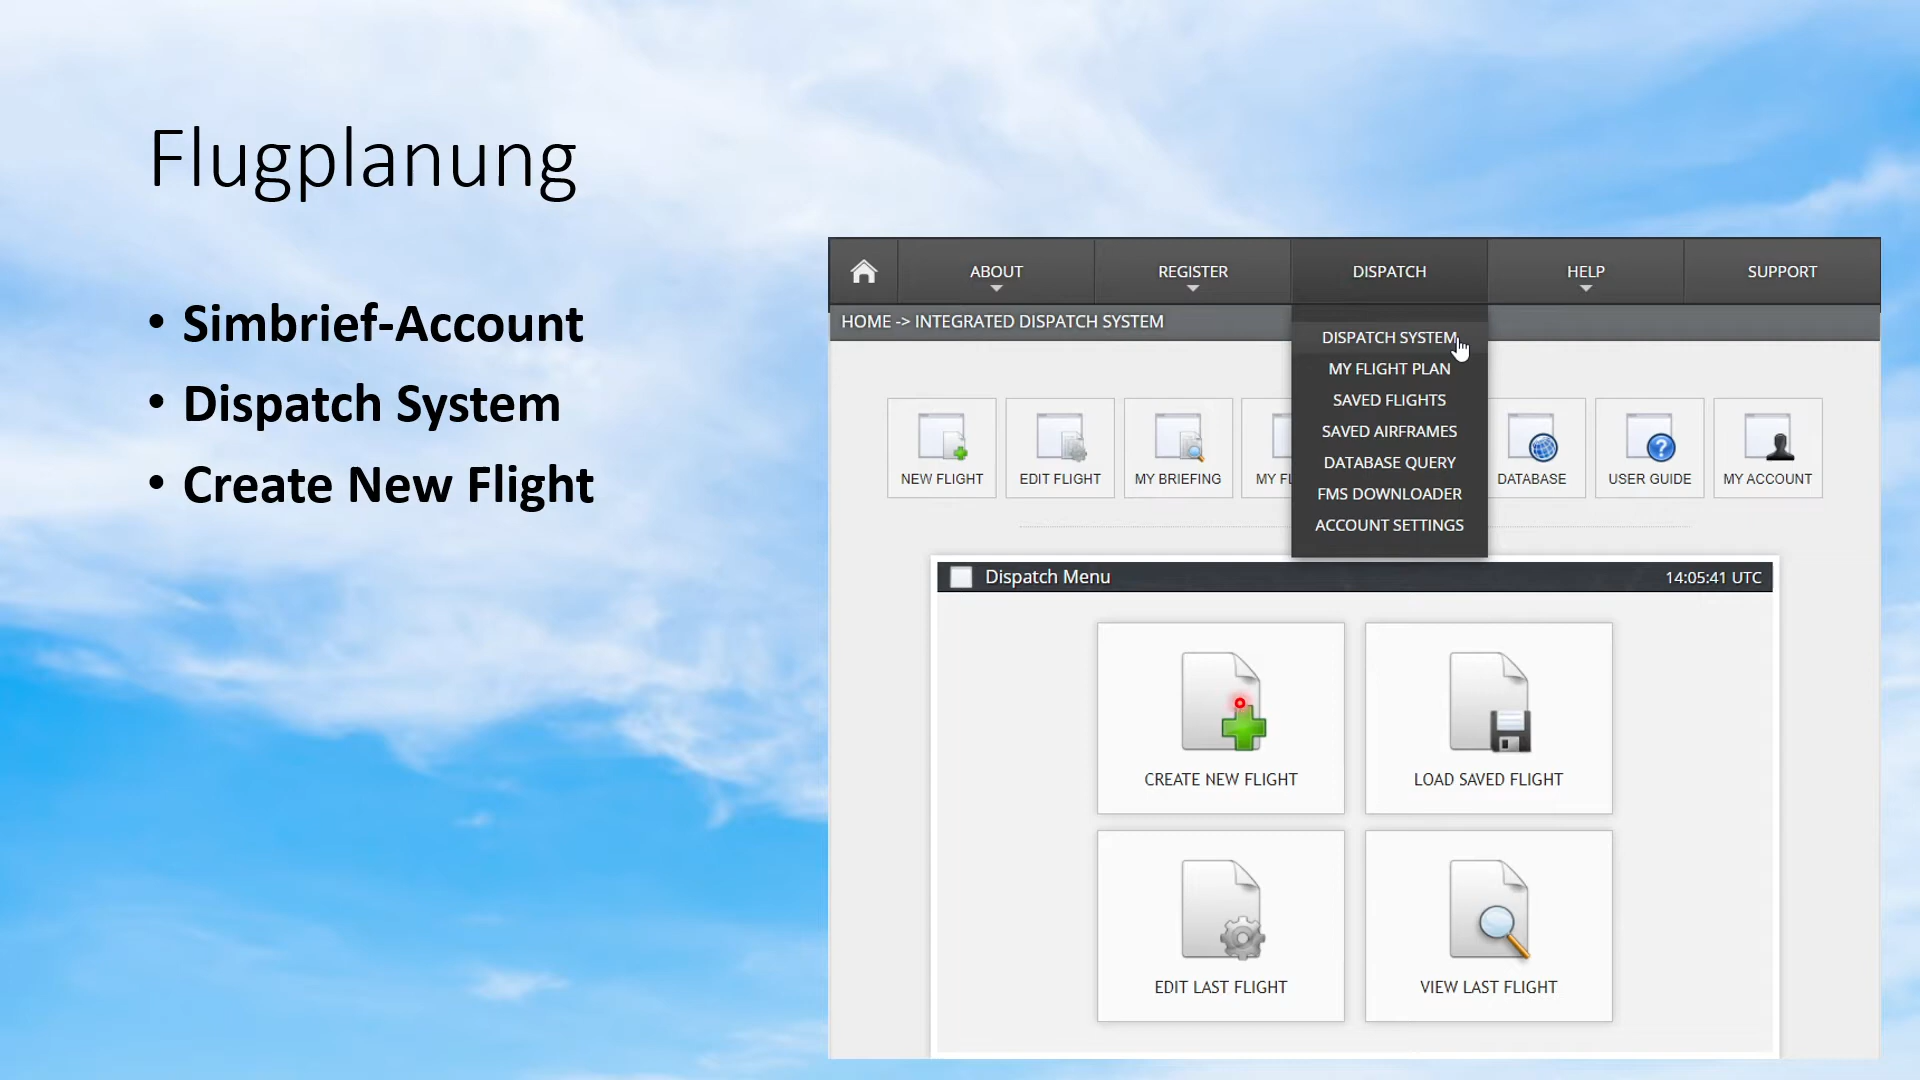 Flugplanung
• Simbrief-Account
• Dispatch System
• Create New Flight
ABOUT
REGISTER
DISPATCH
HELP
SUPPORT
HOME -> INTEGRATED DISPATCH SYSTEM
DISPATCH SYSTEM
MY FLIGHT PLAN
SAVED FLIGHTS
SAVED AIRFRAMES
DATABASE QUERY
FMS DOWNLOADER
ACCOUNT SETTINGS
NEW FLIGHT
EDIT FLIGHT
MY BRIEFING
MY
DATABASE
USER GUIDE
MY ACCOUNT
Dispatch Menu
14:05:41 UTC
CREATE NEW FLIGHT
LOAD SAVED FLIGHT
EDIT LAST FLIGHT
VIEW LAST FLIGHT